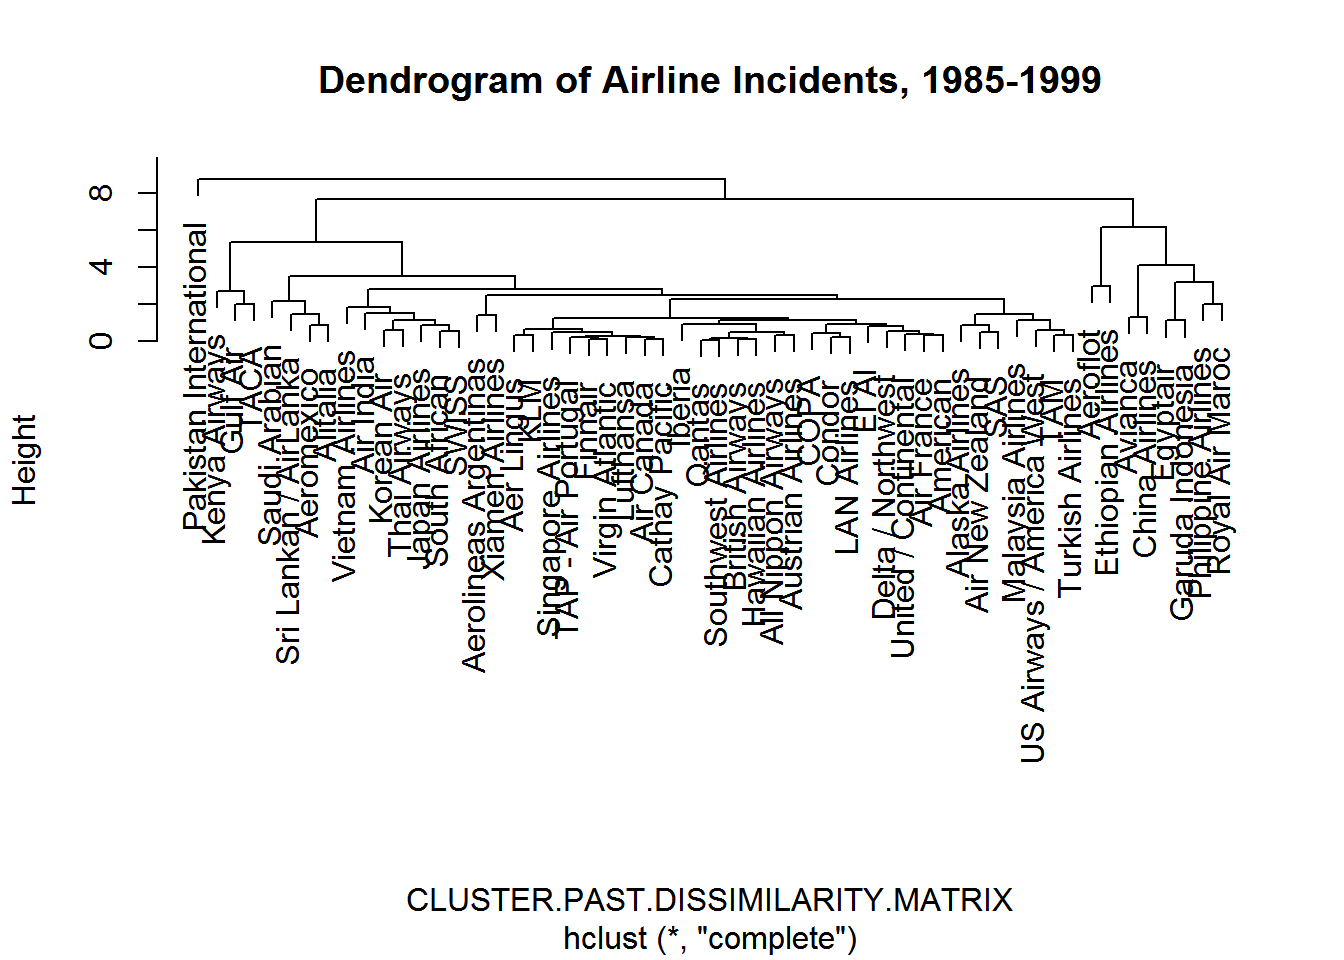 Dendrogram of Airline Incidents, 1985-1999
Height
8
4
0
Pakistan International
Kenya Airways
Gulf Air
TACA
Saudi Arabian
Sri Lankan / AirLanka
Aeromexico
Alitalia
Vietnam Airlines
Air India
Korean Air
Thai Airways
Japan Airlines
South African
SWISS
Aerolineas Argentinas
Xiamen Airlines
Aer Lingus
KLM
Singapore Airlines
TAP - Air Portugal
Finnair
Virgin Atlantic
Lufthansa
Air Canada
Cathay Pacific
Iberia
Qantas
Southwest Airlines
British Airways
Hawaiian Airlines
All Nippon Airways
Austrian Airlines
COPA
Condor
LAN Airlines
El Al
Delta / Northwest
United / Continental
Air France
American
Alaska Airlines
Air New Zealand
SAS
Malaysia Airlines
US Airways / America West
TAM
Turkish Airlines
Aeroflot
Ethiopian Airlines
Avianca
China Airlines
Egyptair
Garuda Indonesia
Philippine Airlines
Royal Air Maroc
CLUSTER.PAST.DISSIMILARITY.MATRIX
hclust (*, "complete")